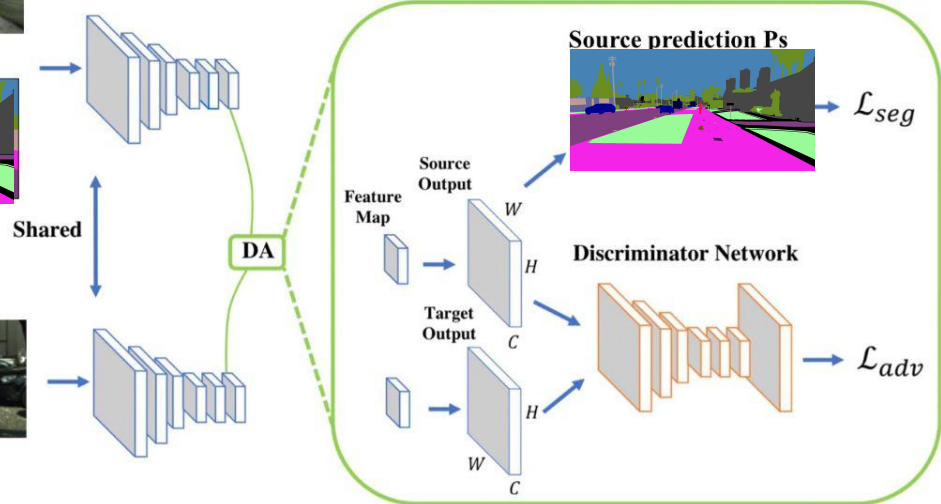 Source prediction Ps
ℒseg
Source
Output
Feature
Map
W
Shared
DA
H
Discriminator Network
Target
Output
C
ℒadv
H
W
C